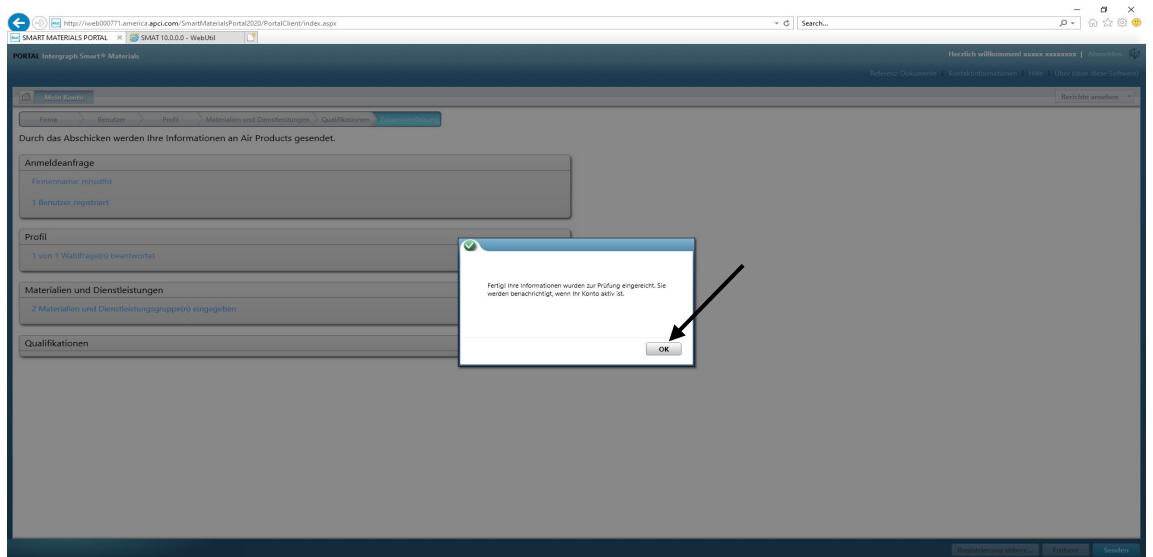 http://iweb000771.america.apci.com/SmartMaterialsPortal2020/PortalClient/index.aspx
Search...
SMART MATERIALS PORTAL
SMAT 10.0.0.0 - WebUtil
PORTAL Intergraph Smart® Materials
Herzlich willkommen! xxxxx xxxxxxxx | Abmelden
Referenz-Dokumente | Kontaktinformationen | Hilfe | Über (über diese Software)
Mein Konto
Berichte ansehen
Firma
Benutzer
Profil
Materialien und Dienstleistungen
Qualifikationen
Durch das Abschicken werden Ihre Informationen an Air Products gesendet.
Anmeldeanfrage
Firmenname:
1 Benutzer registriert
Profil
1 von 1 Wahlfrage(n) beantwortet
Materialien und Dienstleistungen
2 Materialien und Dienstleistungsgruppe(n) eingegeben
Qualifikationen
Fertig! Ihre Informationen wurden zur Prüfung eingereicht. Sie
werden benachrichtigt, wenn Ihr Konto aktiv ist.
OK
Senden